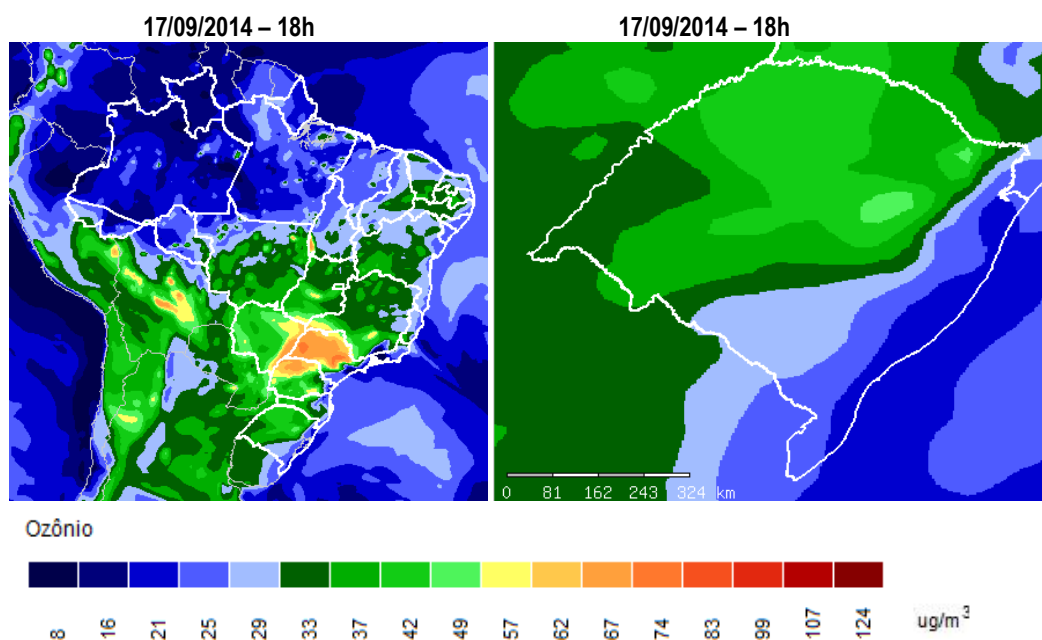 17/09/2014 – 18h
17/09/2014 – 18h
0 81 162 243 324 km
Ozônio
8 16 21 25 29 33 37 42 49 57 62 67 74 83 99 107 124 ug/m³